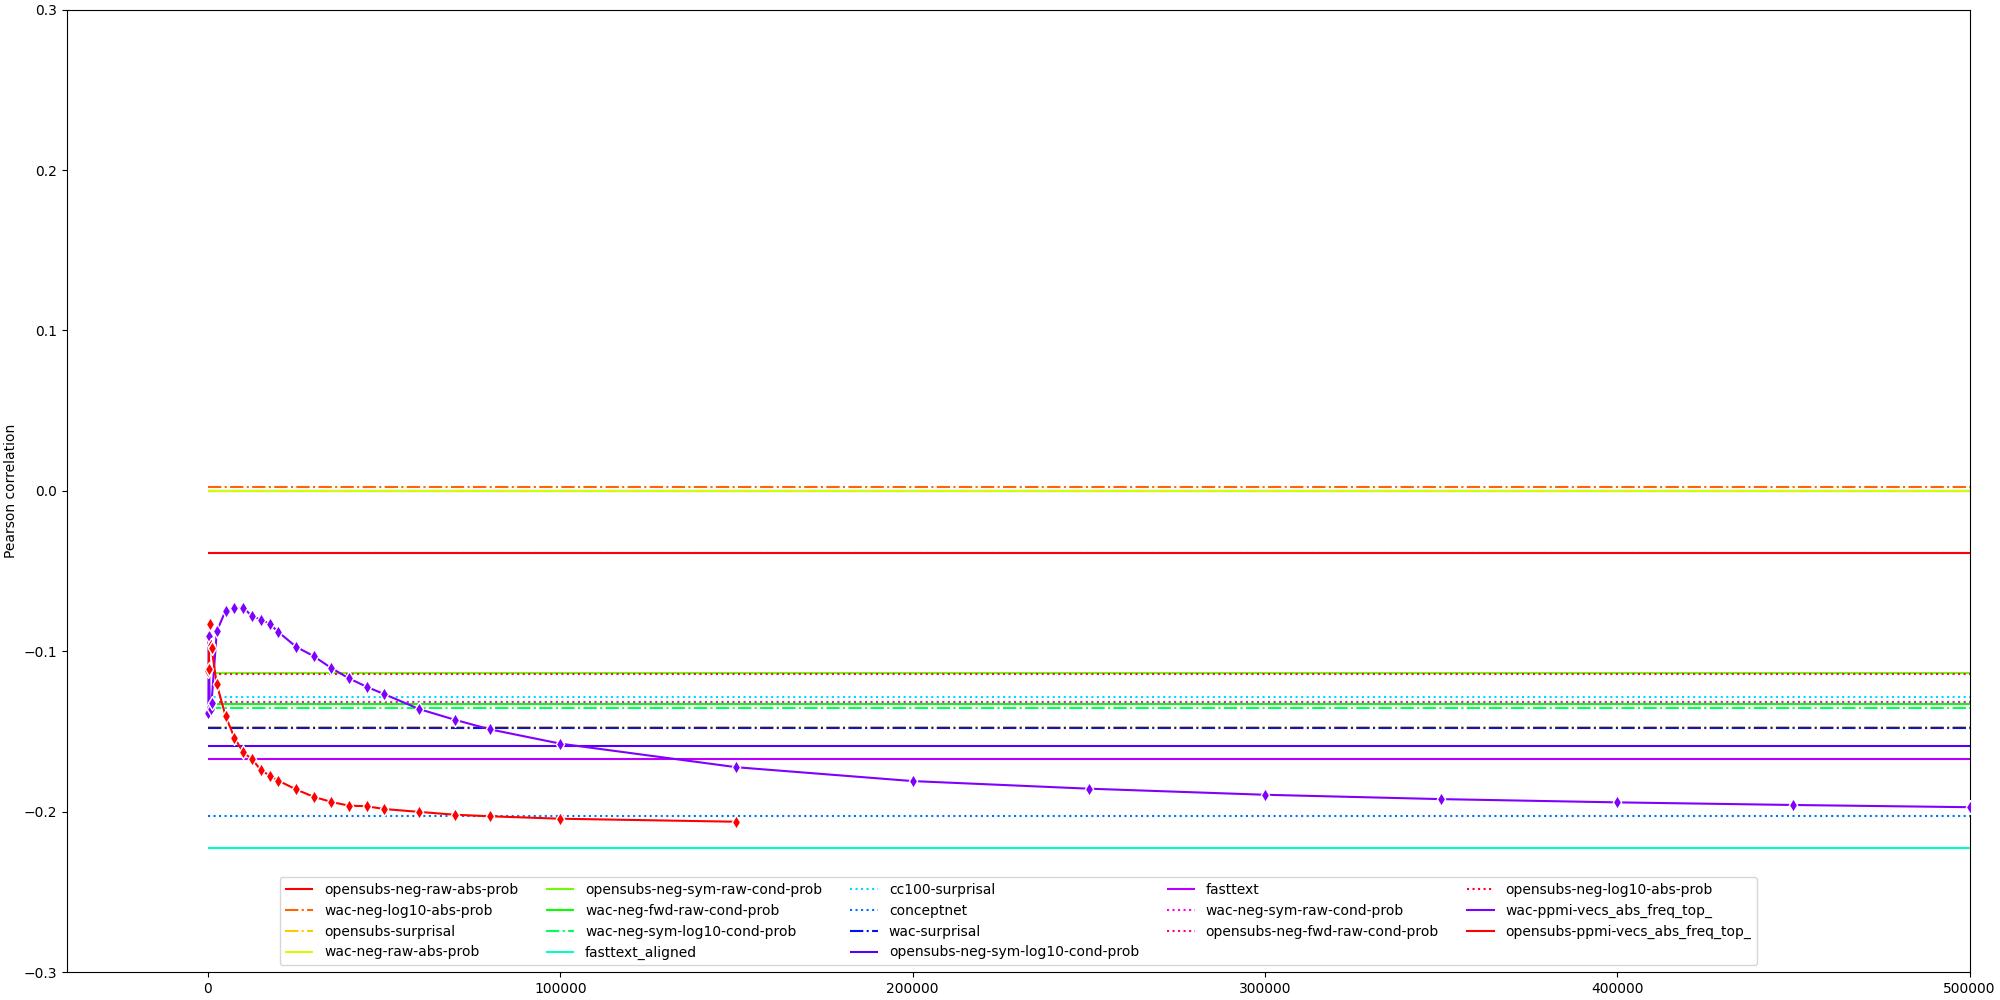 0.3
0.2
0.1
0.0
−0.1
−0.2
−0.3
Pearson correlation
opensubs-neg-raw-abs-prob
wac-neg-log10-abs-prob
opensubs-surprisal
wac-neg-raw-abs-prob
opensubs-neg-sym-raw-cond-prob
wac-neg-fwd-raw-cond-prob
wac-neg-sym-log10-cond-prob
fasttext_aligned
cc100-surprisal
conceptnet
wac-surprisal
opensubs-neg-sym-log10-cond-prob
fasttext
wac-neg-sym-raw-cond-prob
opensubs-neg-fwd-raw-cond-prob
opensubs-neg-log10-abs-prob
wac-ppmi-vecs_abs_freq_top_
opensubs-ppmi-vecs_abs_freq_top_
0
100000
200000
300000
400000
500000